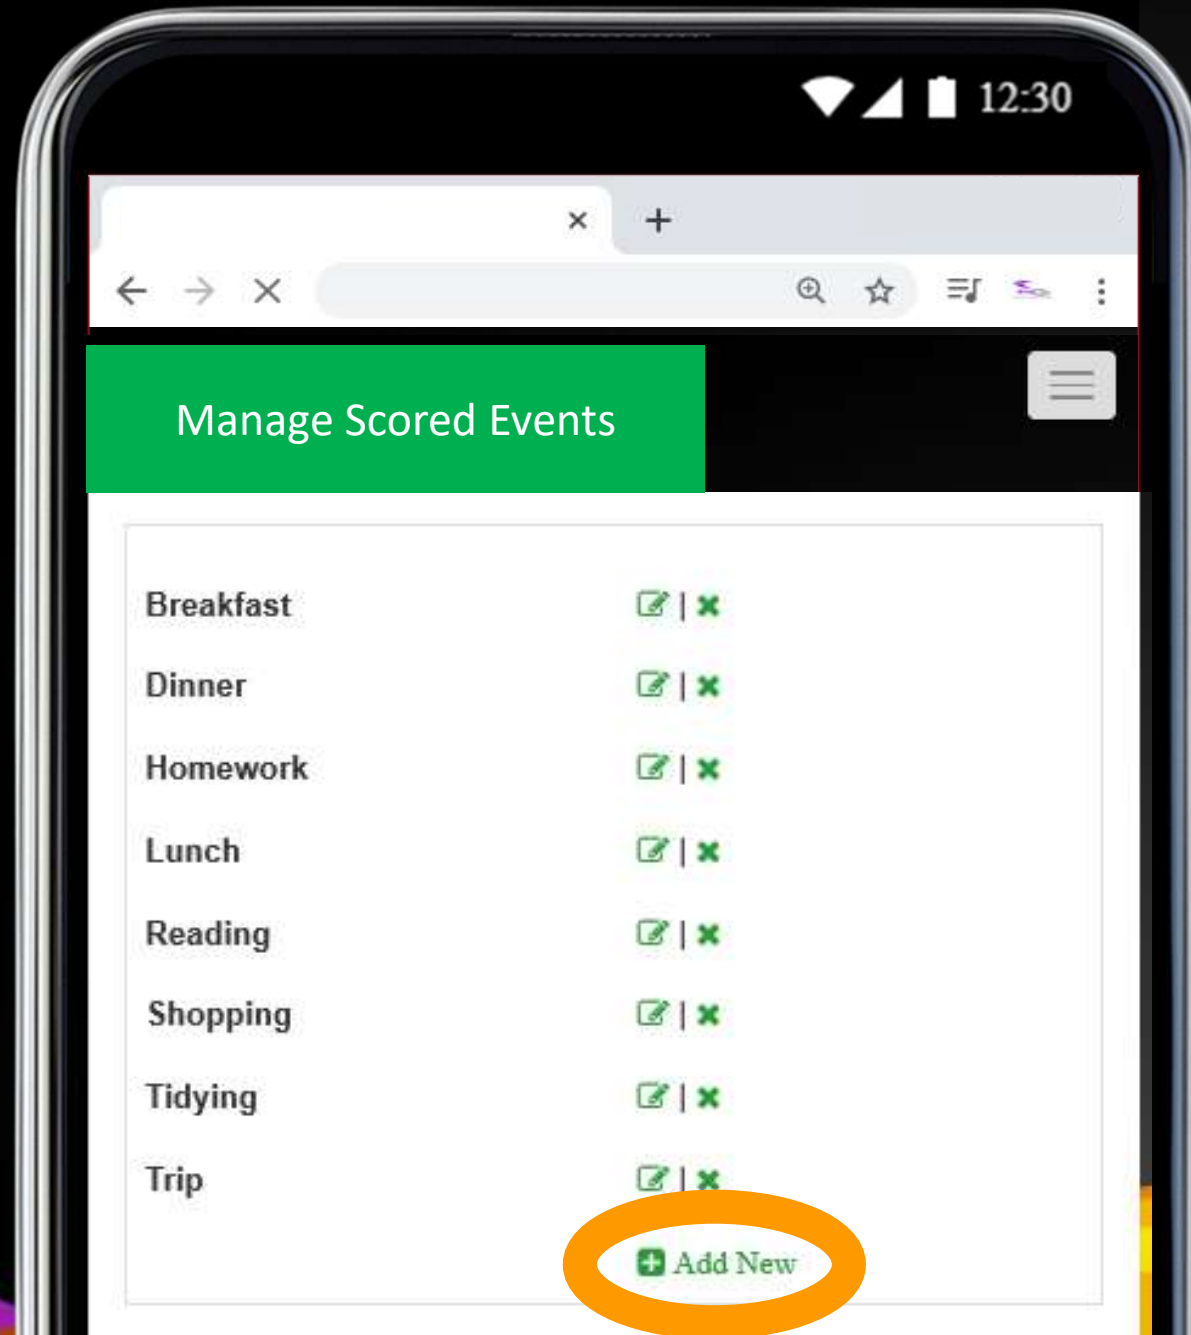 12:30
Manage Scored Events
Breakfast |
Dinner |
Homework |
Lunch |
Reading |
Shopping |
Tidying |
Trip |
Add New